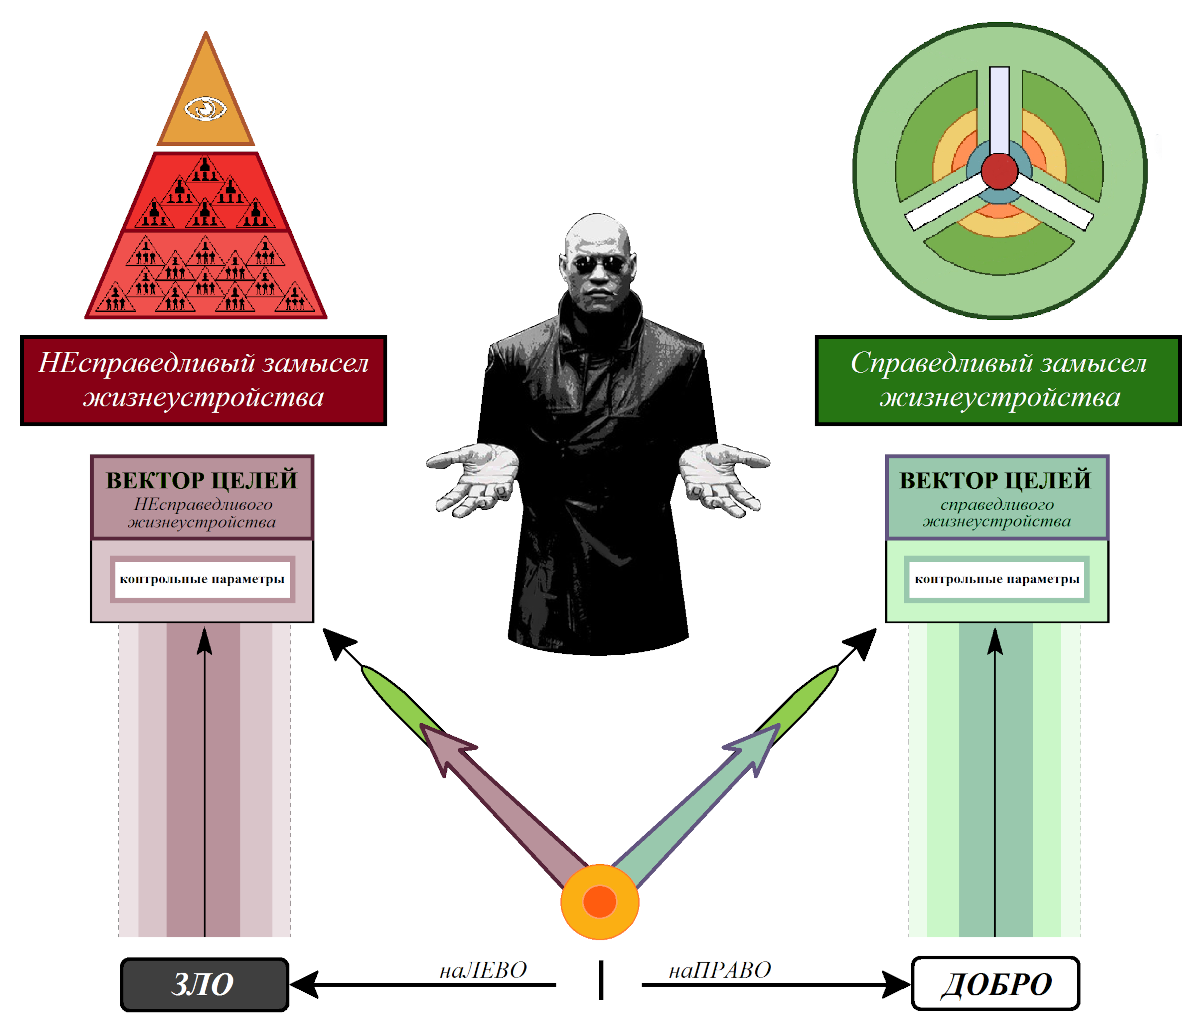 НЕсправедливый замысел
жизнеустройства
Справедливый замысел
жизнеустройства
ВЕКТОР ЦЕЛЕЙ
НЕсправедливого
жизнеустройства
контрольные параметры
ВЕКТОР ЦЕЛЕЙ
справедливого
жизнеустройства
контрольные параметры
наЛЕВО
наПРАВО
ЗЛО
ДОБРО